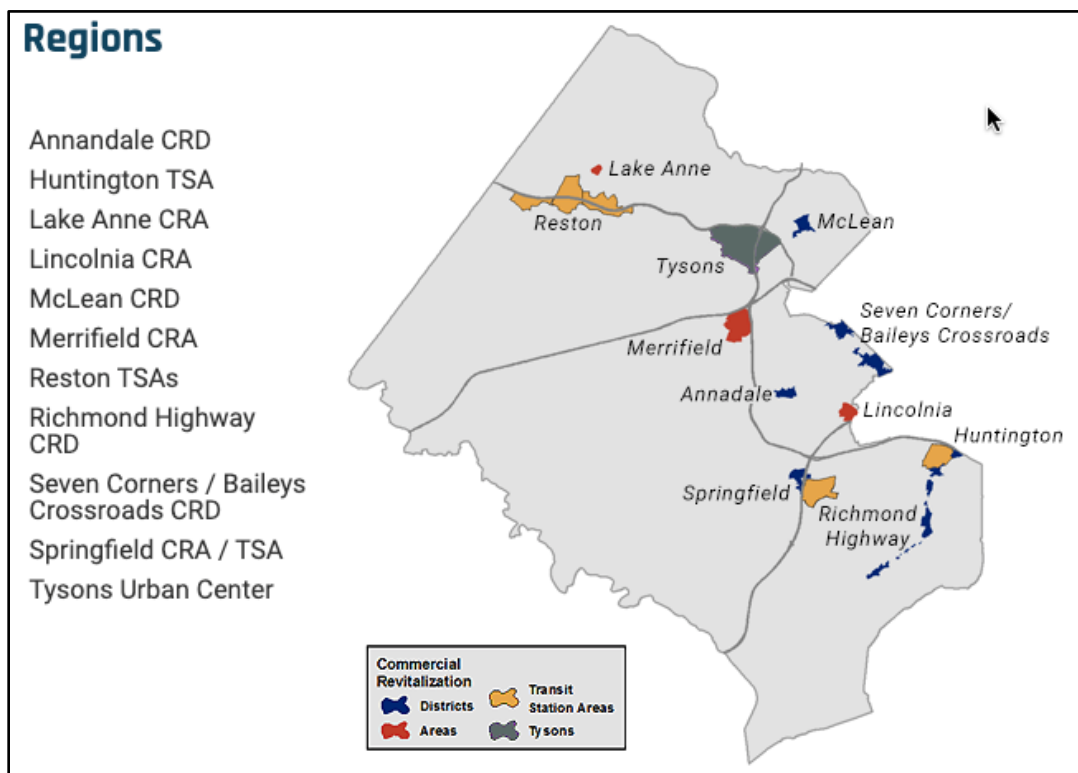 Regions
Annandale CRD
Huntington TSA
Lake Anne CRA
Lincolnia CRA
McLean CRD
Merrifield CRA
Reston TSAs
Richmond Highway
CRD
Seven Corners / Baileys
Crossroads CRD
Springfield CRA / TSA
Tysons Urban Center
Lake Anne
Reston
McLean
Tysons
Seven Corners/
Baileys Crossroads
Merrifield
Annadale
Lincolnia
Huntington
Springfield
Richmond
Highway
Commercial
Revitalization
Districts
Areas
Transit
Station Areas
Tysons